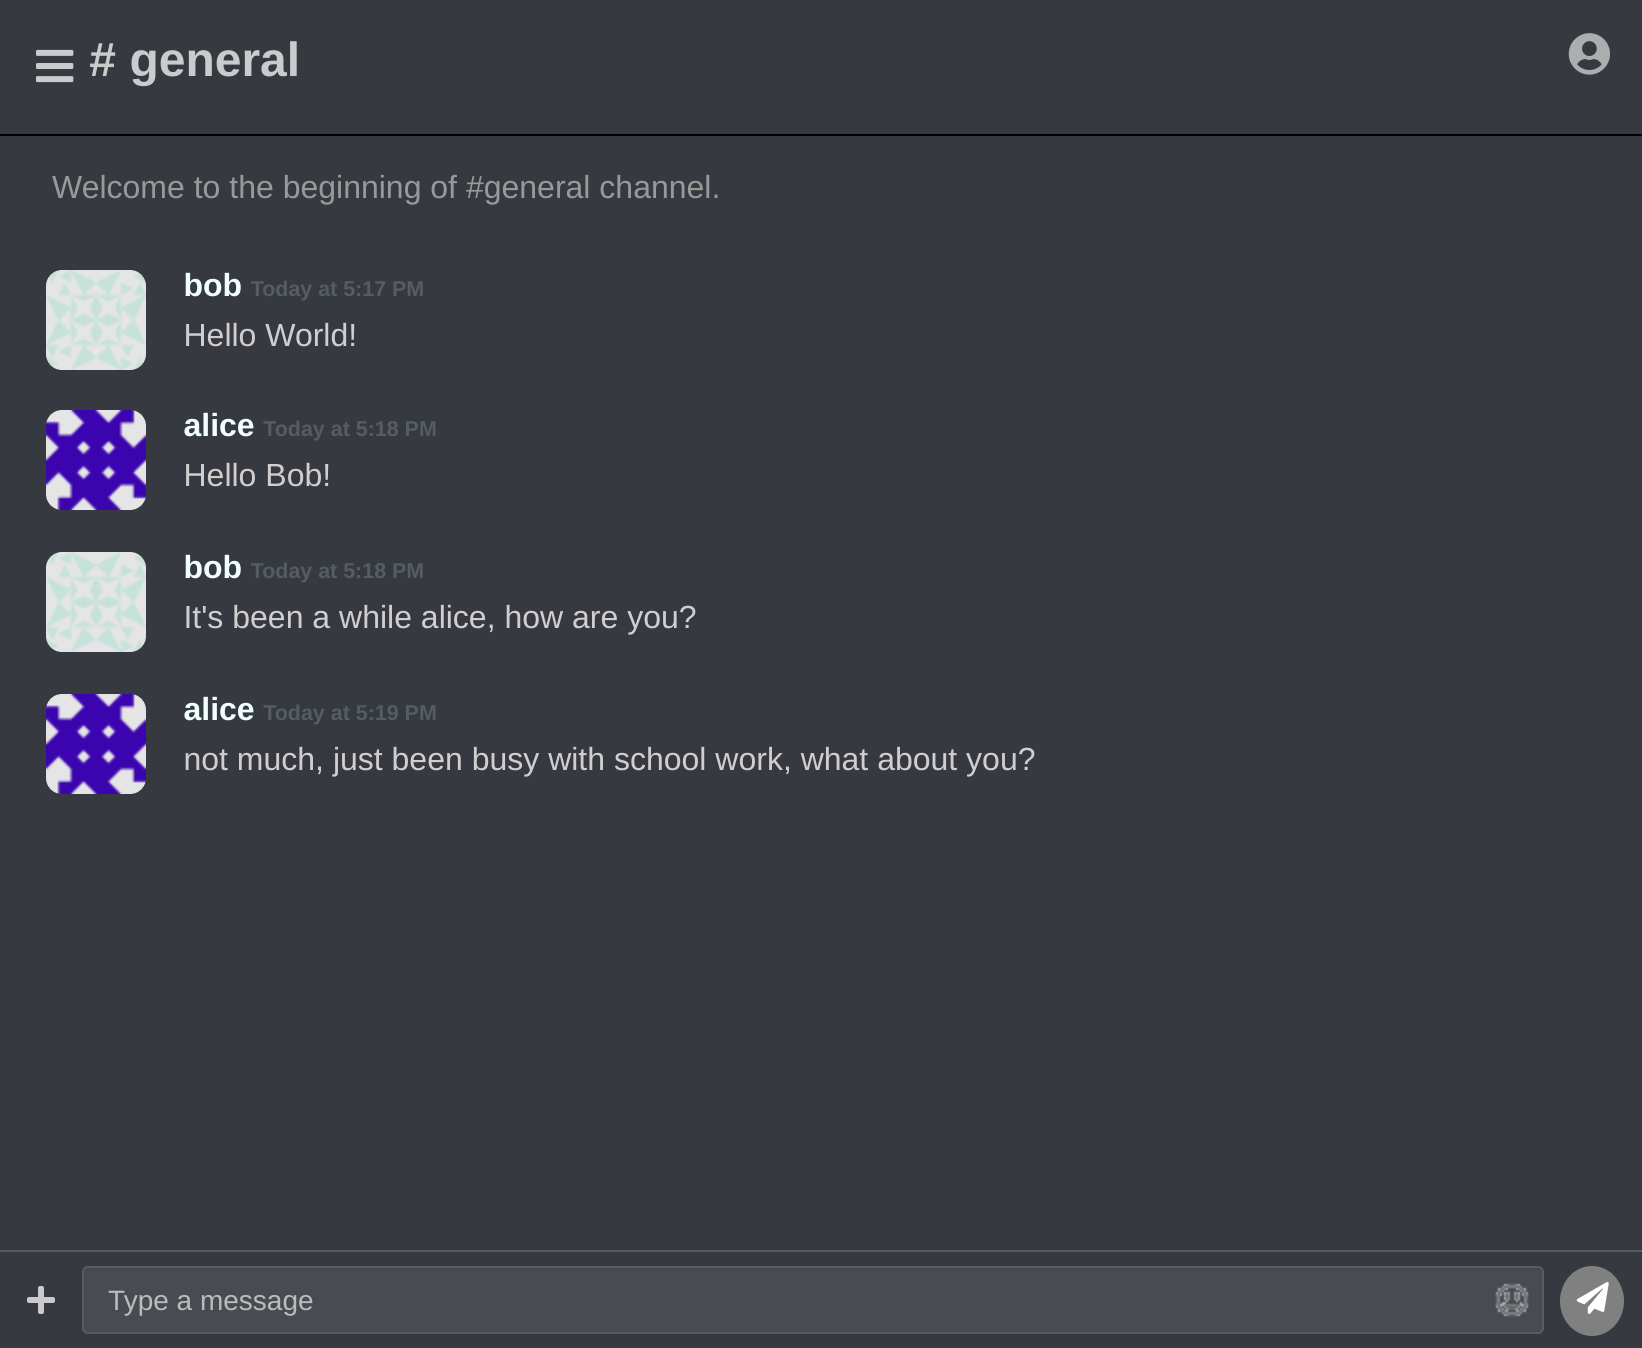 # general
Welcome to the beginning of #general channel.
bob Today at 5:17 PM
Hello World!
alice Today at 5:18 PM
Hello Bob!
bob Today at 5:18 PM
It's been a while alice, how are you?
alice Today at 5:19 PM
not much, just been busy with school work, what about you?
Type a message